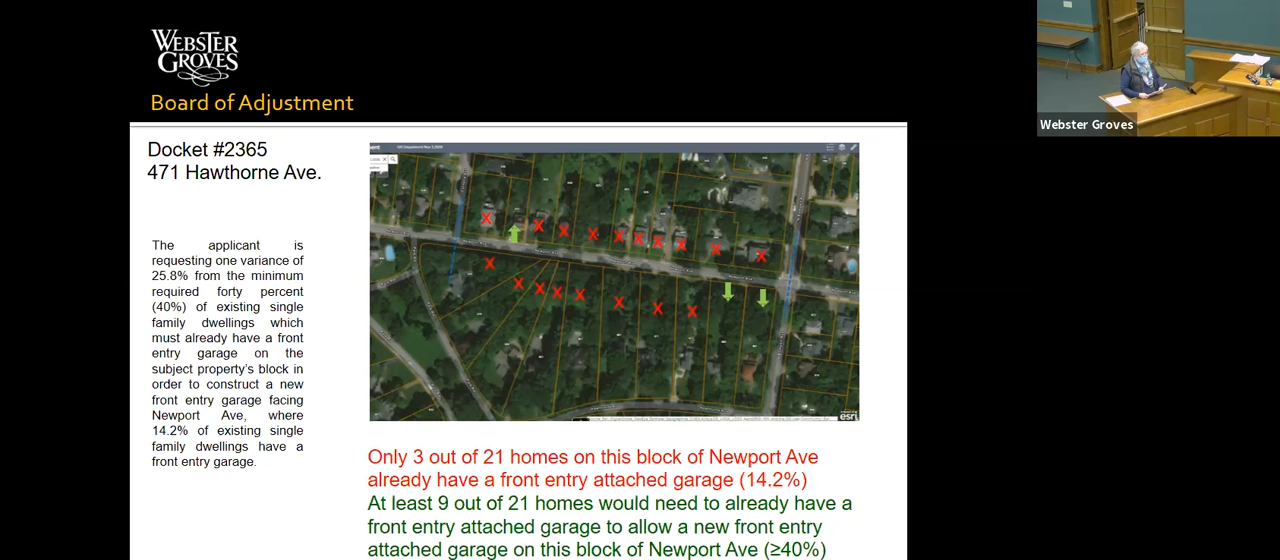 WEBSTER
GROVES
Board of Adjustment
Webster Groves
Docket #2365
471 Hawthorne Ave.
The applicant is
requesting one variance of
25.8% from the minimum
required forty percent
(40%) of existing single
family dwellings which
must already have a front
entry garage on the
subject property's block in
order to construct a new
front entry garage facing
Newport Ave, where
14.2% of existing single
family dwellings have a
front entry garage.
esri
Only 3 out of 21 homes on this block of Newport Ave
already have a front entry attached garage (14.2%)
At least 9 out of 21 homes would need to already have a
front entry attached garage to allow a new front entry
attached garage on this block of Newport Ave (≥40%)